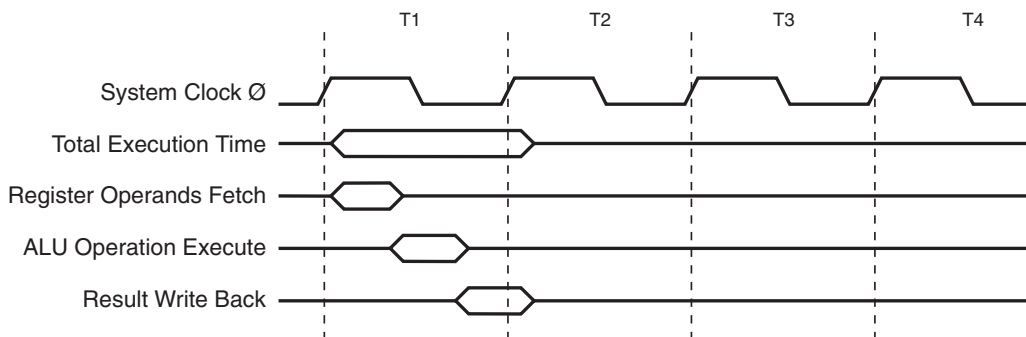 T1 T2 T3 T4
System Clock Ø
Total Execution Time
Register Operands Fetch
ALU Operation Execute
Result Write Back